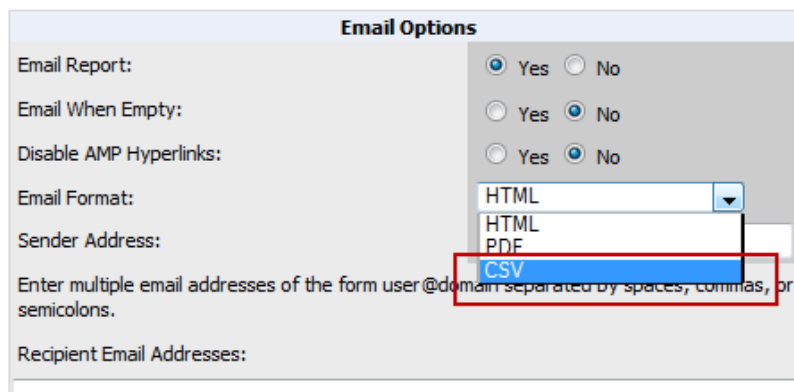 Email Options
Email Report: Yes No
Email When Empty: Yes No
Disable AMP Hyperlinks: Yes No
Email Format: HTML
HTML
Sender Address: PDF
CSV
Enter multiple email addresses of the form user@domain separated by spaces, commas, or
semicolons.
Recipient Email Addresses: